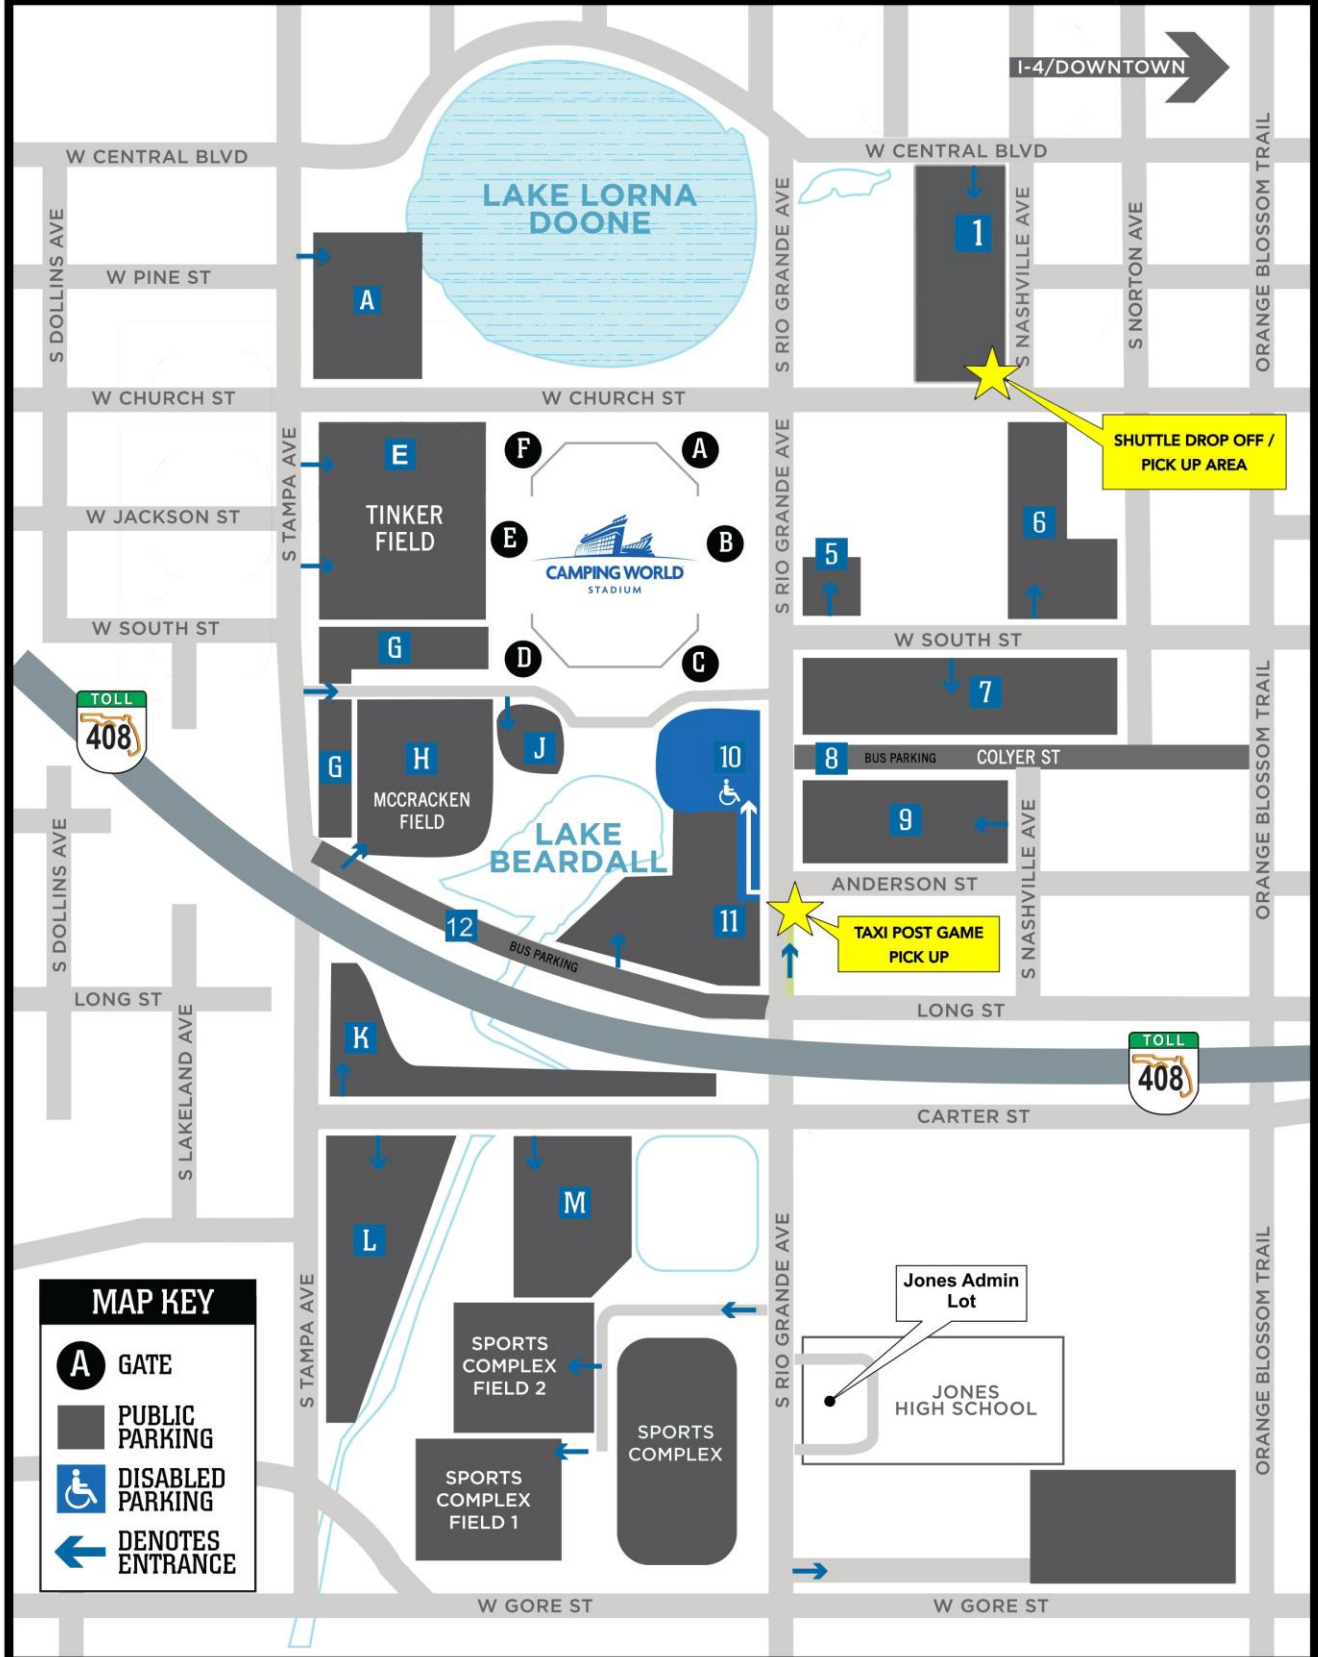 I-4/DOWNTOWN
W CENTRAL BLVD
W CENTRAL BLVD
ORANGE BLOSSOM TRAIL
LAKE LORNA
DOONE
S DOLLINS AVE
S RIO GRANDE AVE
S NASHVILLE AVE
S NORTON AVE
1
W PINE ST
A
W CHURCH ST
W CHURCH ST
SHUTTLE DROP OFF /
PICK UP AREA
S TAMPA AVE
S RIO GRANDE AVE
E
TINKER
FIELD
F
A
E
B
D
C
CAMPING WORLD
STADIUM
W JACKSON ST
5
6
W SOUTH ST
W SOUTH ST
G
7
TOLL
408
G
H
MCCRACKEN
FIELD
J
10
8
BUS PARKING
COLYER ST
ORANGE BLOSSOM TRAIL
9
LAKE
BEARDALL
S DOLLINS AVE
S NASHVILLE AVE
ANDERSON ST
11
12
BUS PARKING
TAXI POST GAME
PICK UP
LONG ST
LONG ST
K
S LAKELAND AVE
TOLL
408
CARTER ST
L
M
S TAMPA AVE
S RIO GRANDE AVE
ORANGE BLOSSOM TRAIL
Jones Admin
Lot
JONES
HIGH SCHOOL
SPORTS
COMPLEX
FIELD 2
SPORTS
COMPLEX
SPORTS
COMPLEX
FIELD 1
MAP KEY
A
GATE
PUBLIC
PARKING
DISABLED
PARKING
DENOTES
ENTRANCE
W GORE ST
W GORE ST